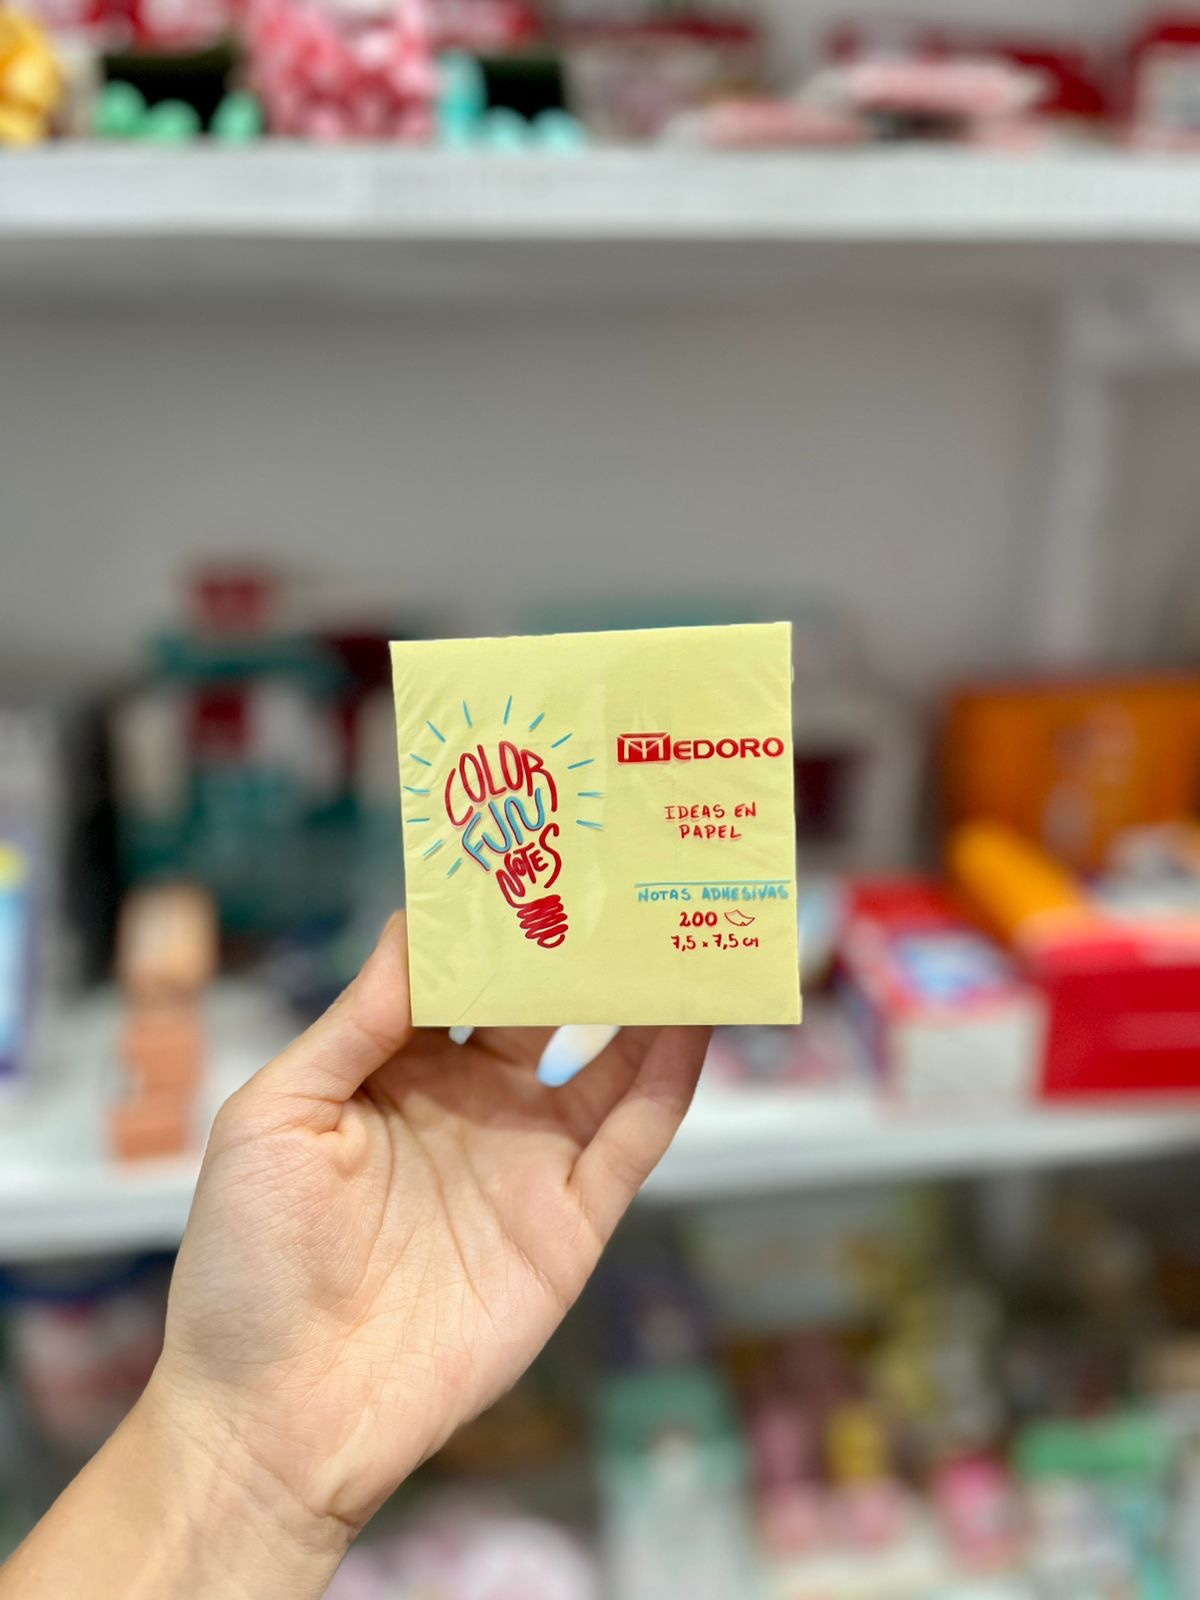 COLOR
FUN
NOTES
MEDORO
IDEAS EN
PAPEL
NOTAS ADHESIVAS
200
7,5 x 7,5 cm